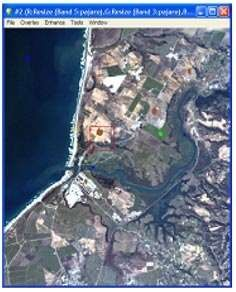 #2 (R:Resize (Band 5:pajaro),G:Resize (Band 3:pajaro),B...
File Overlay Enhance Tools Window